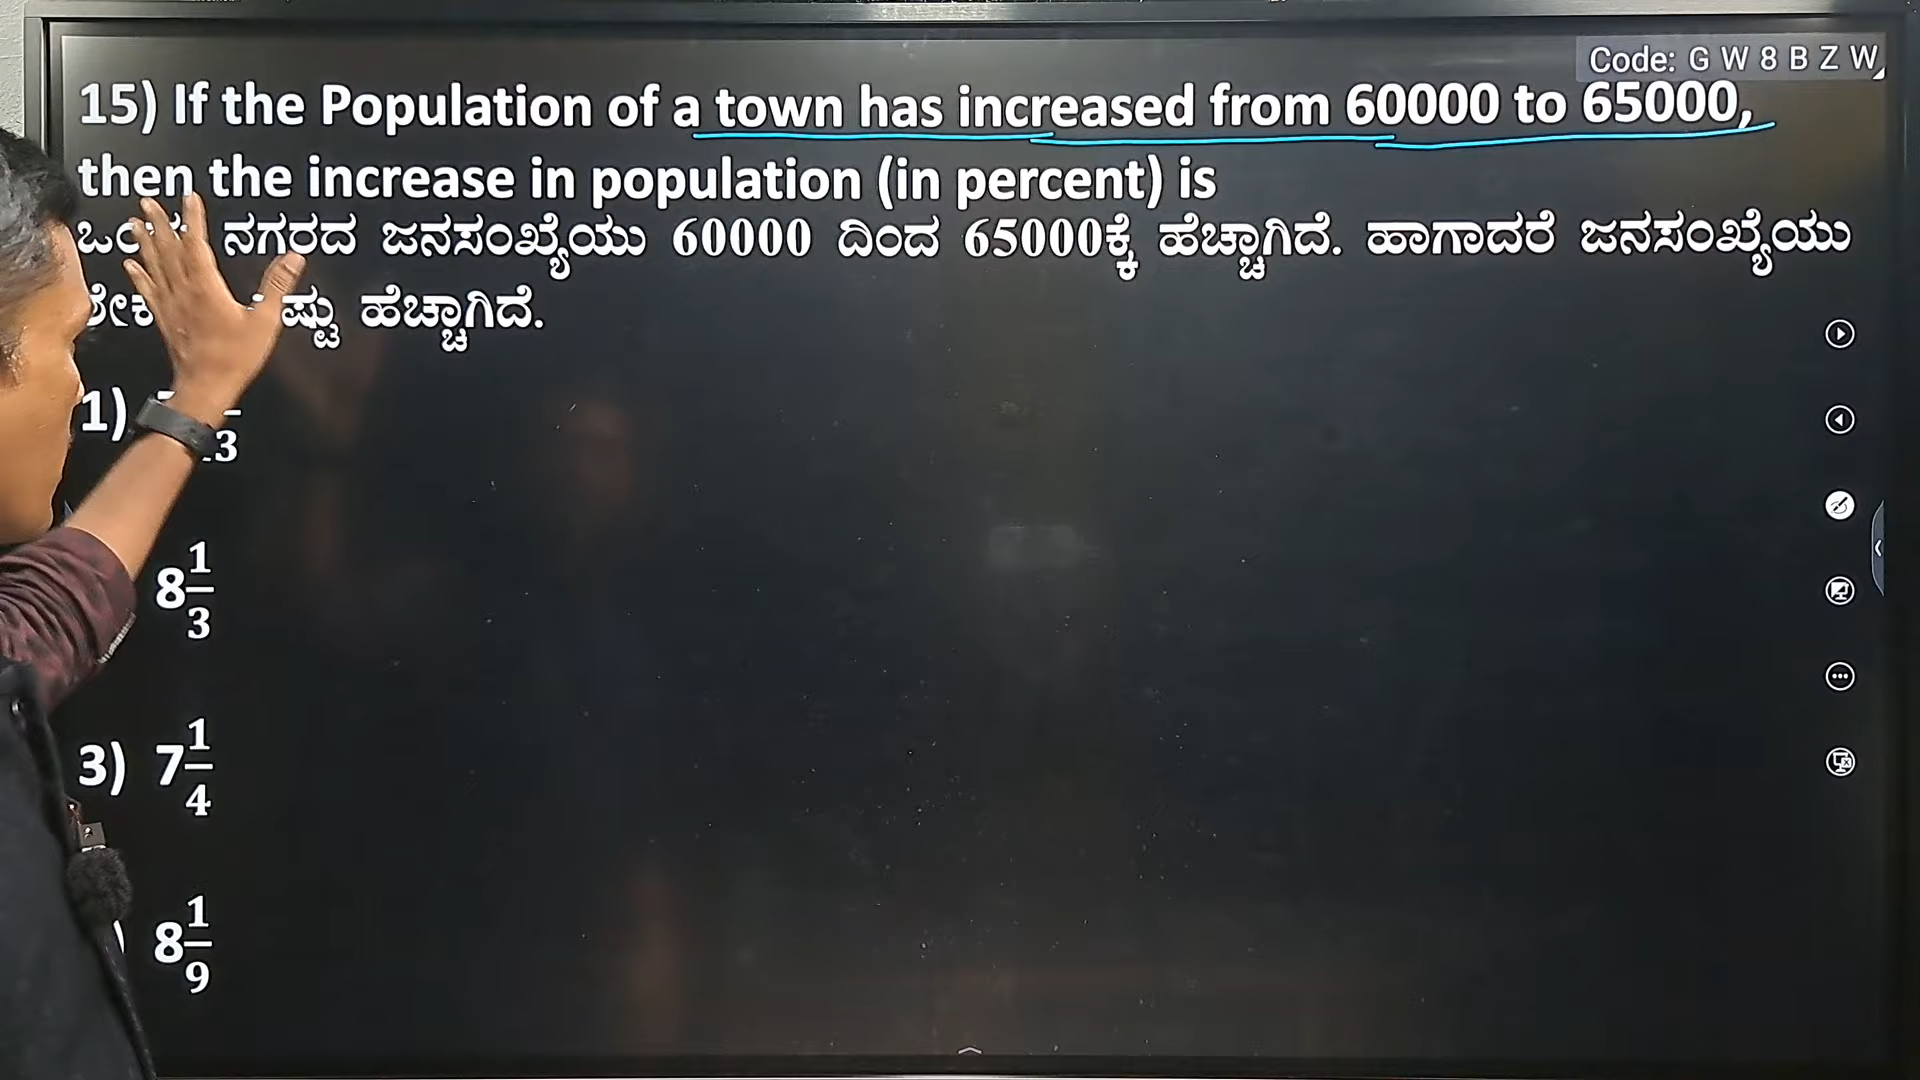 Code: G W 8 B Z W
15) If the Population of a town has increased from 60000 to 65000,
then the increase in population (in percent) is
ನಗರದ ಜನಸಂಖ್ಯೆಯು 60000 ದಿಂದ 65000ಕ್ಕೆ ಹೆಚ್ಚಾಗಿದೆ. ಹಾಗಾದರೆ ಜನಸಂಖ್ಯೆಯು
ಹೆಚ್ಚಾಗಿದೆ.
1)
8 1/3
3) 7 1/4
8 1/9